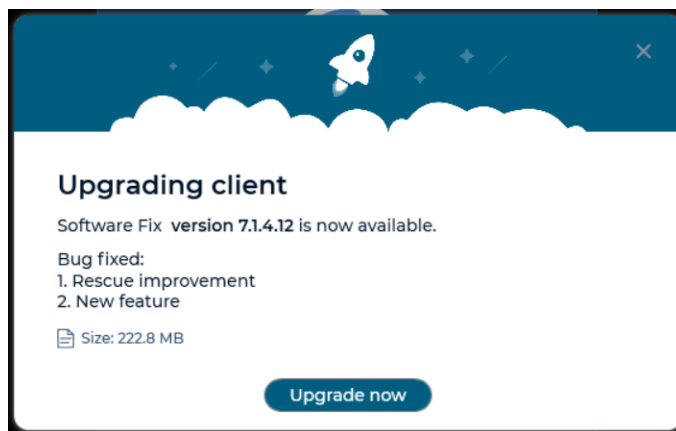 Upgrading client
Software Fix version 7.1.4.12 is now available.
Bug fixed:
1. Rescue improvement
2. New feature
Size: 222.8 MB
Upgrade now